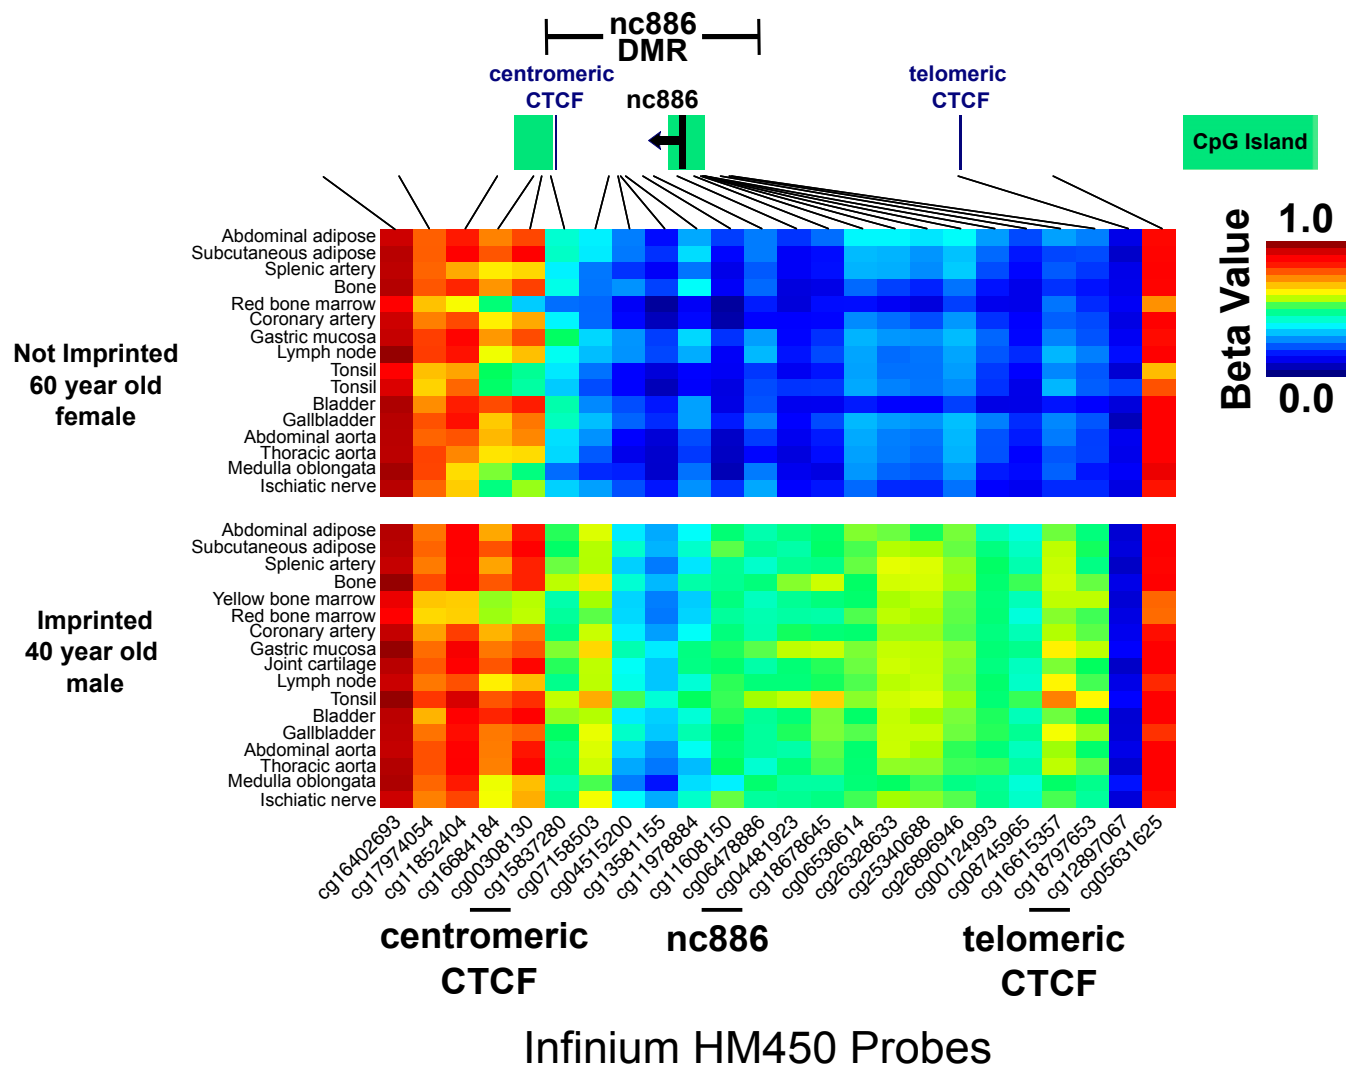 nc886
DMR
centromeric
CTCF
nc886
telomeric
CTCF
CpG Island
Beta Value
1.0
0.0
Not Imprinted
60 year old
female
Abdominal adipose
Subcutaneous adipose
Splenic artery
Bone
Red bone marrow
Coronary artery
Gastric mucosa
Lymph node
Tonsil
Tonsil
Bladder
Gallbladder
Abdominal aorta
Thoracic aorta
Medulla oblongata
Ischiatic nerve
Imprinted
40 year old
male
Abdominal adipose
Subcutaneous adipose
Splenic artery
Bone
Yellow bone marrow
Red bone marrow
Coronary artery
Gastric mucosa
Joint cartilage
Lymph node
Tonsil
Bladder
Gallbladder
Abdominal aorta
Thoracic aorta
Medulla oblongata
Ischiatic nerve
cg16402693
cg17974054
cg11852404
cg16684184
cg00308130
cg15837280
cg07158503
cg04515200
cg13581155
cg11978884
cg11608150
cg06478886
cg04481923
cg18678645
cg06536614
cg26328633
cg25340688
cg26896946
cg00124993
cg08745965
cg16615357
cg18797653
cg12897067
cg05631625
centromeric
CTCF
nc886
telomeric
CTCF
Infinium HM450 Probes